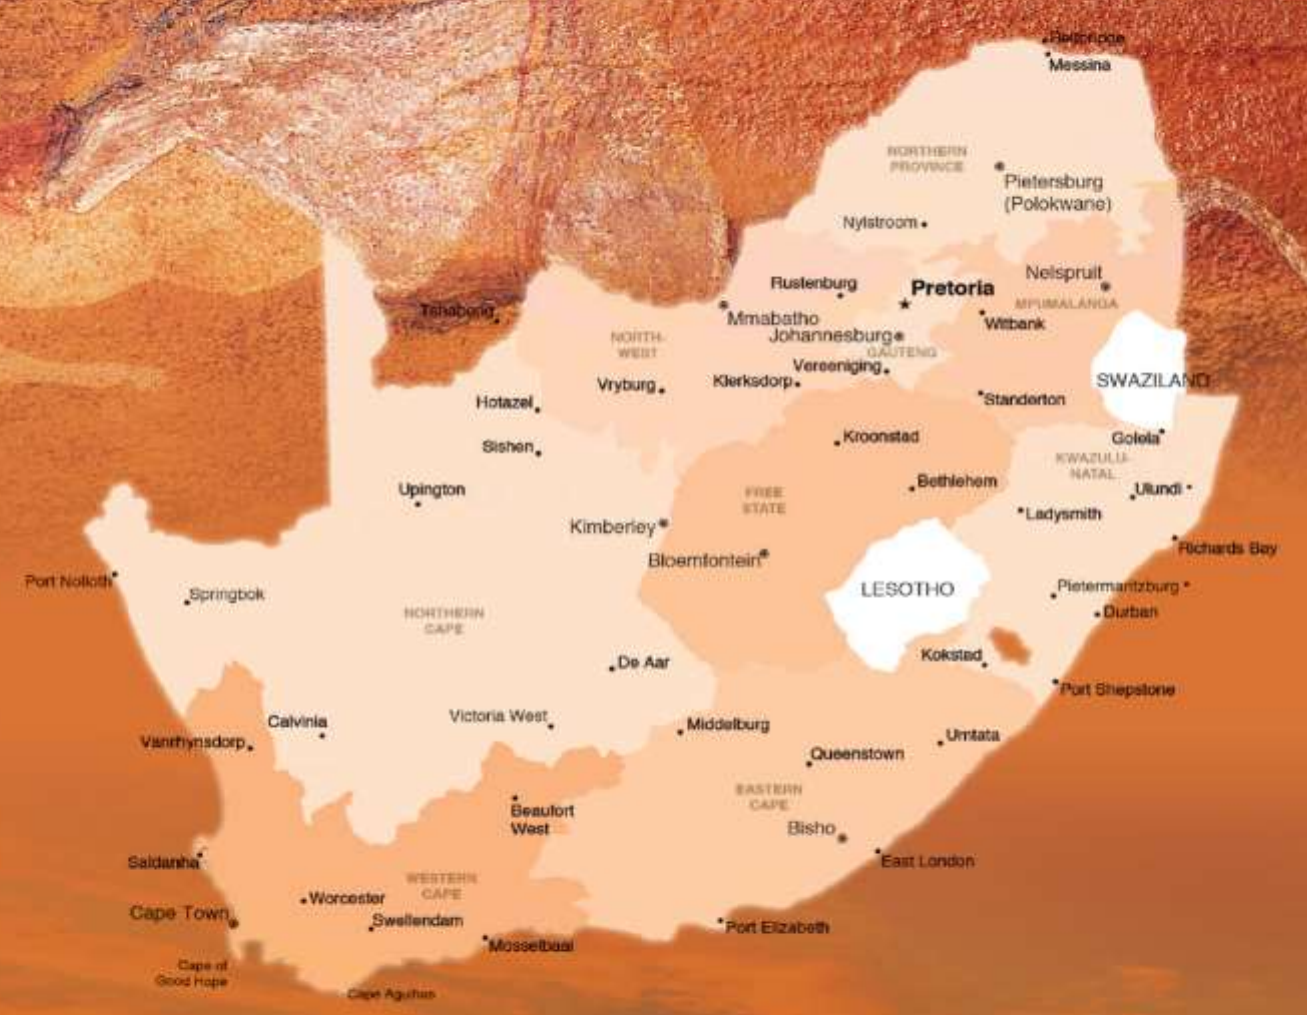 Beitbridge
Messina
NORTHERN
PROVINCE
Pietersburg
(Polokwane)
Nylstroom
Nelspruit
Rustenburg
Pretoria
MPUMALANGA
Tshabong
Mmabatho
Witbank
NORTH-
WEST
Johannesburg
GAUTENG
Vereeniging
Vryburg
Klerksdorp
SWAZILAND
Hotazel
Standerton
Kroonstad
Golela
Sishen
KWAZULU-
NATAL
Upington
Bethlehem
Ulundi
FREE
STATE
Ladysmith
Kimberley
Richards Bay
Bloemfontein
Port Nolloth
Springbok
LESOTHO
Pietermaritzburg
Durban
NORTHERN
CAPE
Kokstad
De Aar
Port Shepstone
Calvinia
Victoria West
Middelburg
Vanrhynsdorp
Umtata
Queenstown
EASTERN
CAPE
Beaufort
West
Bisho
Saldanha
East London
WESTERN
CAPE
Worcester
Cape Town
Swellendam
Port Elizabeth
Mosselbaai
Cape of
Good Hope
Cape Agulhas